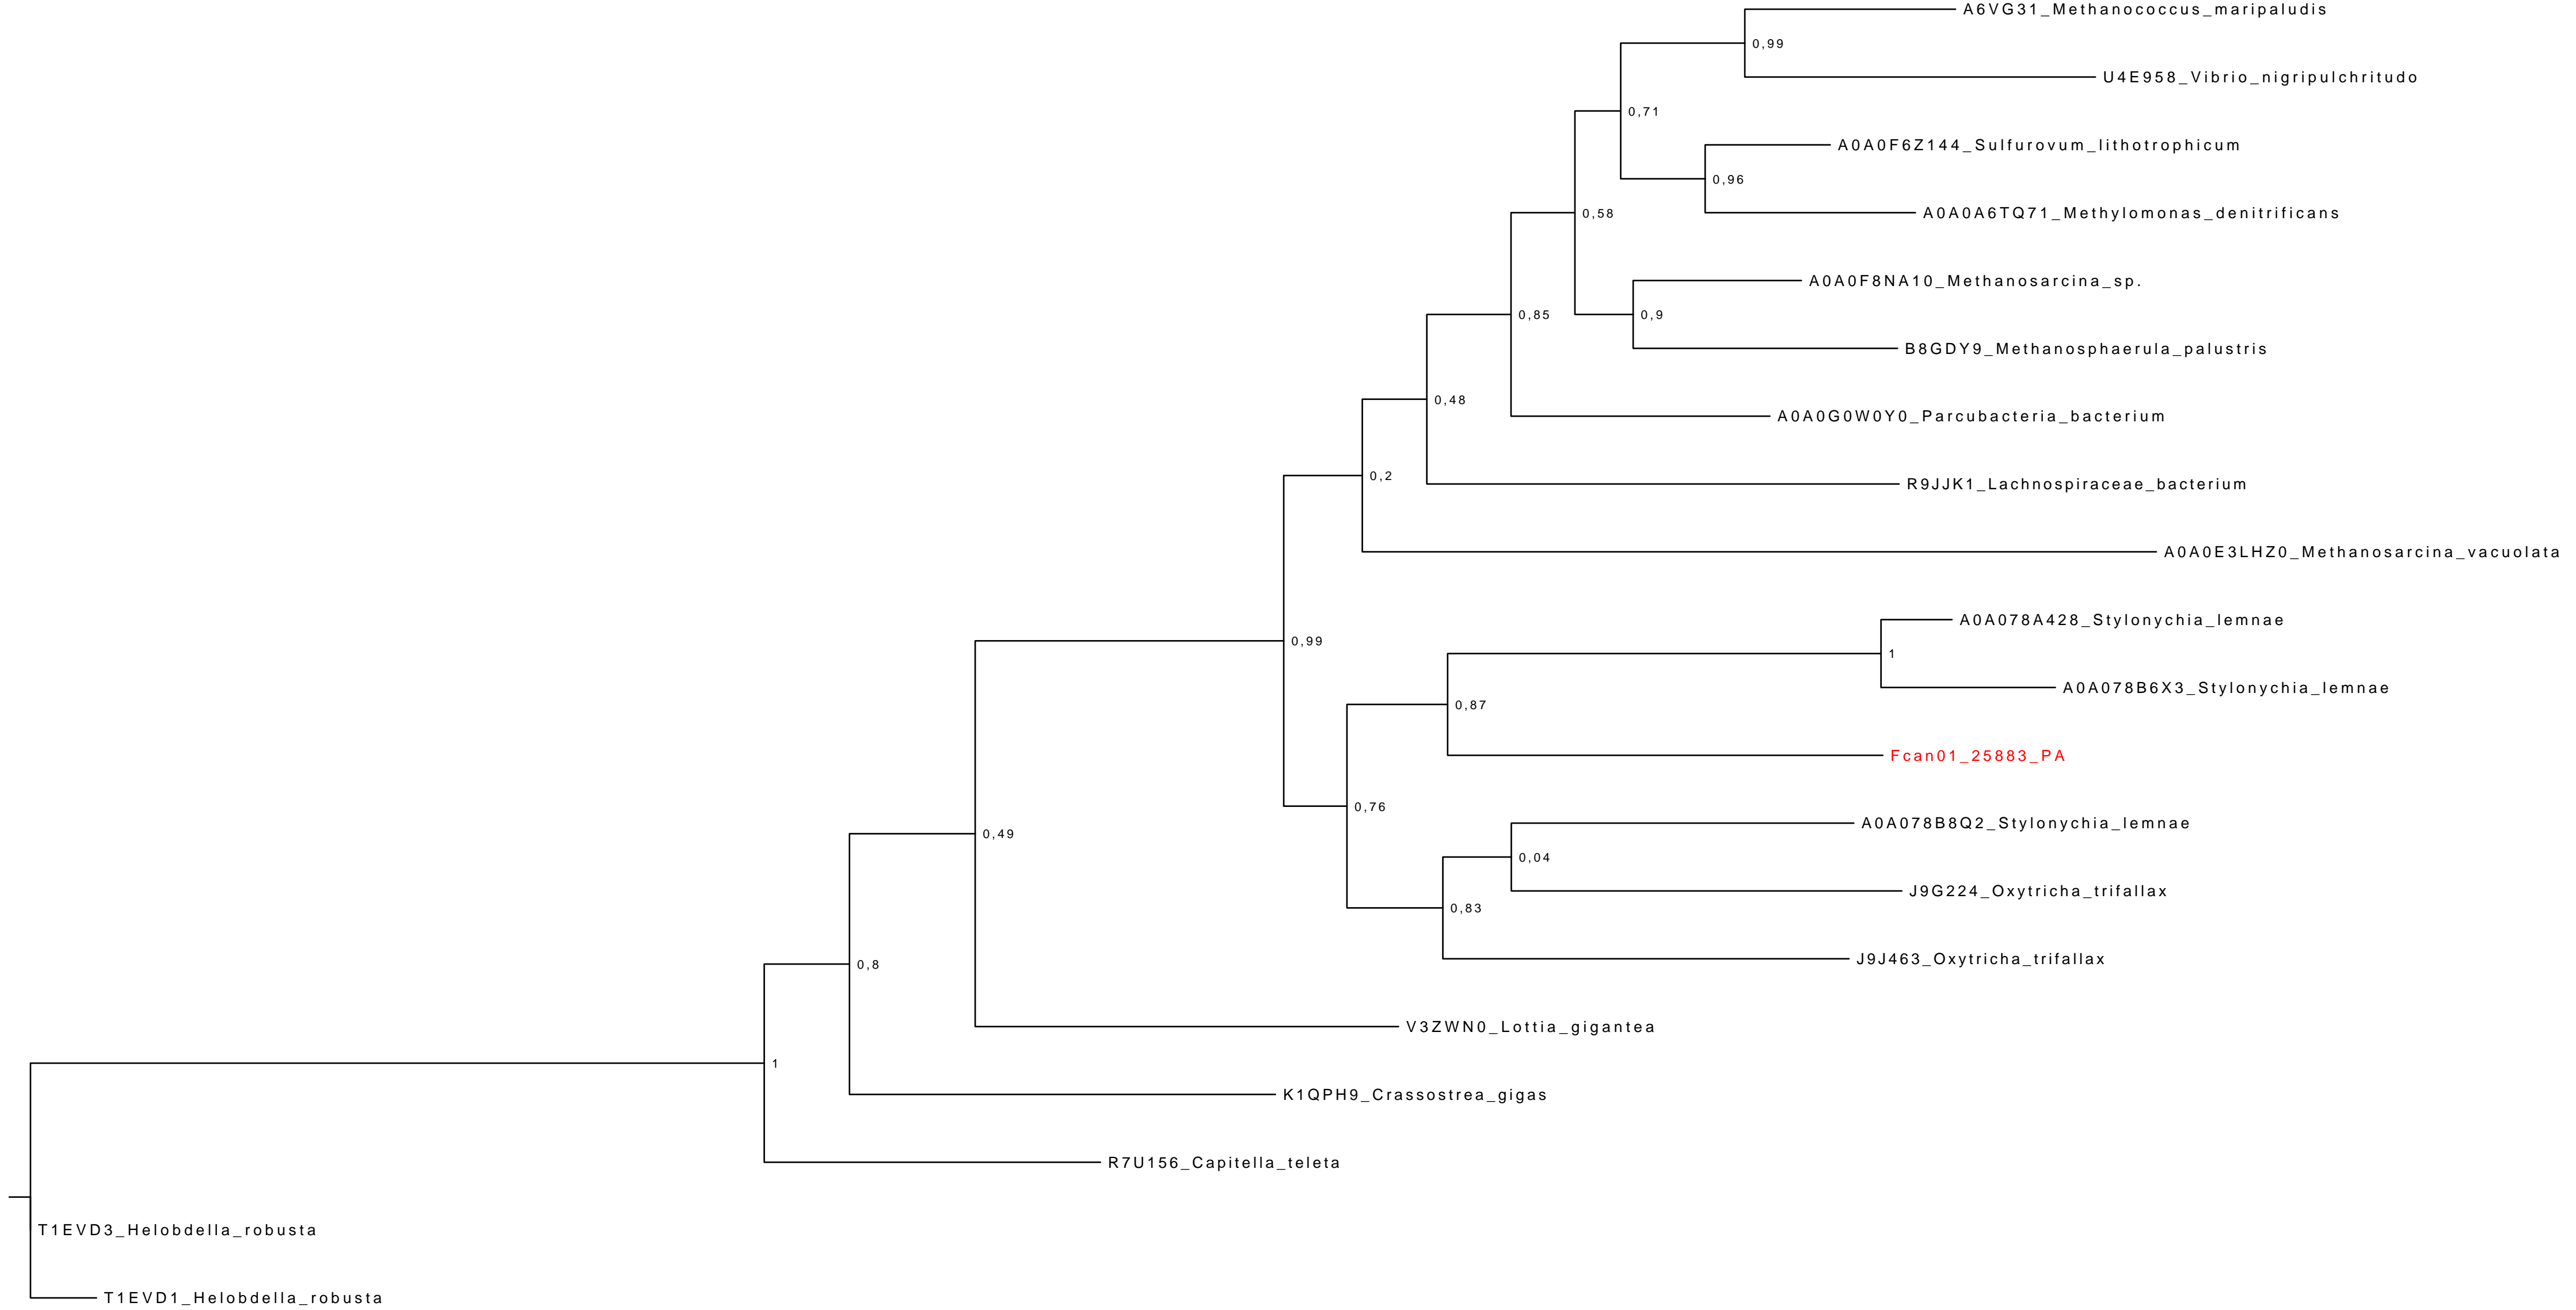 A6VG31_Methanococcus_maripaludis
0,99
U4E958_Vibrio_nigripulchritudo
0,71
A0A0F6Z144_Sulfurovum_lithotrophicum
0,96
A0A0A6TQ71_Methylomonas_denitrificans
0,58
A0A0F8NA10_Methanosarcina_sp.
0,85
0,9
B8GDY9_Methanosphaerula_palustris
0,48
A0A0G0W0Y0_Parcubacteria_bacterium
0,2
R9JJK1_Lachnospiraceae_bacterium
A0A0E3LHZ0_Methanosarcina_vacuolata
A0A078A428_Stylonychia_lemnae
0,99
1
A0A078B6X3_Stylonychia_lemnae
0,87
Fcan01_25883_PA
0,76
A0A078B8Q2_Stylonychia_lemnae
0,49
0,04
J9G224_Oxytricha_trifallax
0,83
J9J463_Oxytricha_trifallax
0,8
V3ZWN0_Lottia_gigantea
1
K1QPH9_Crassostrea_gigas
R7U156_Capitella_teleta
T1EVD3_Helobdella_robusta
T1EVD1_Helobdella_robusta